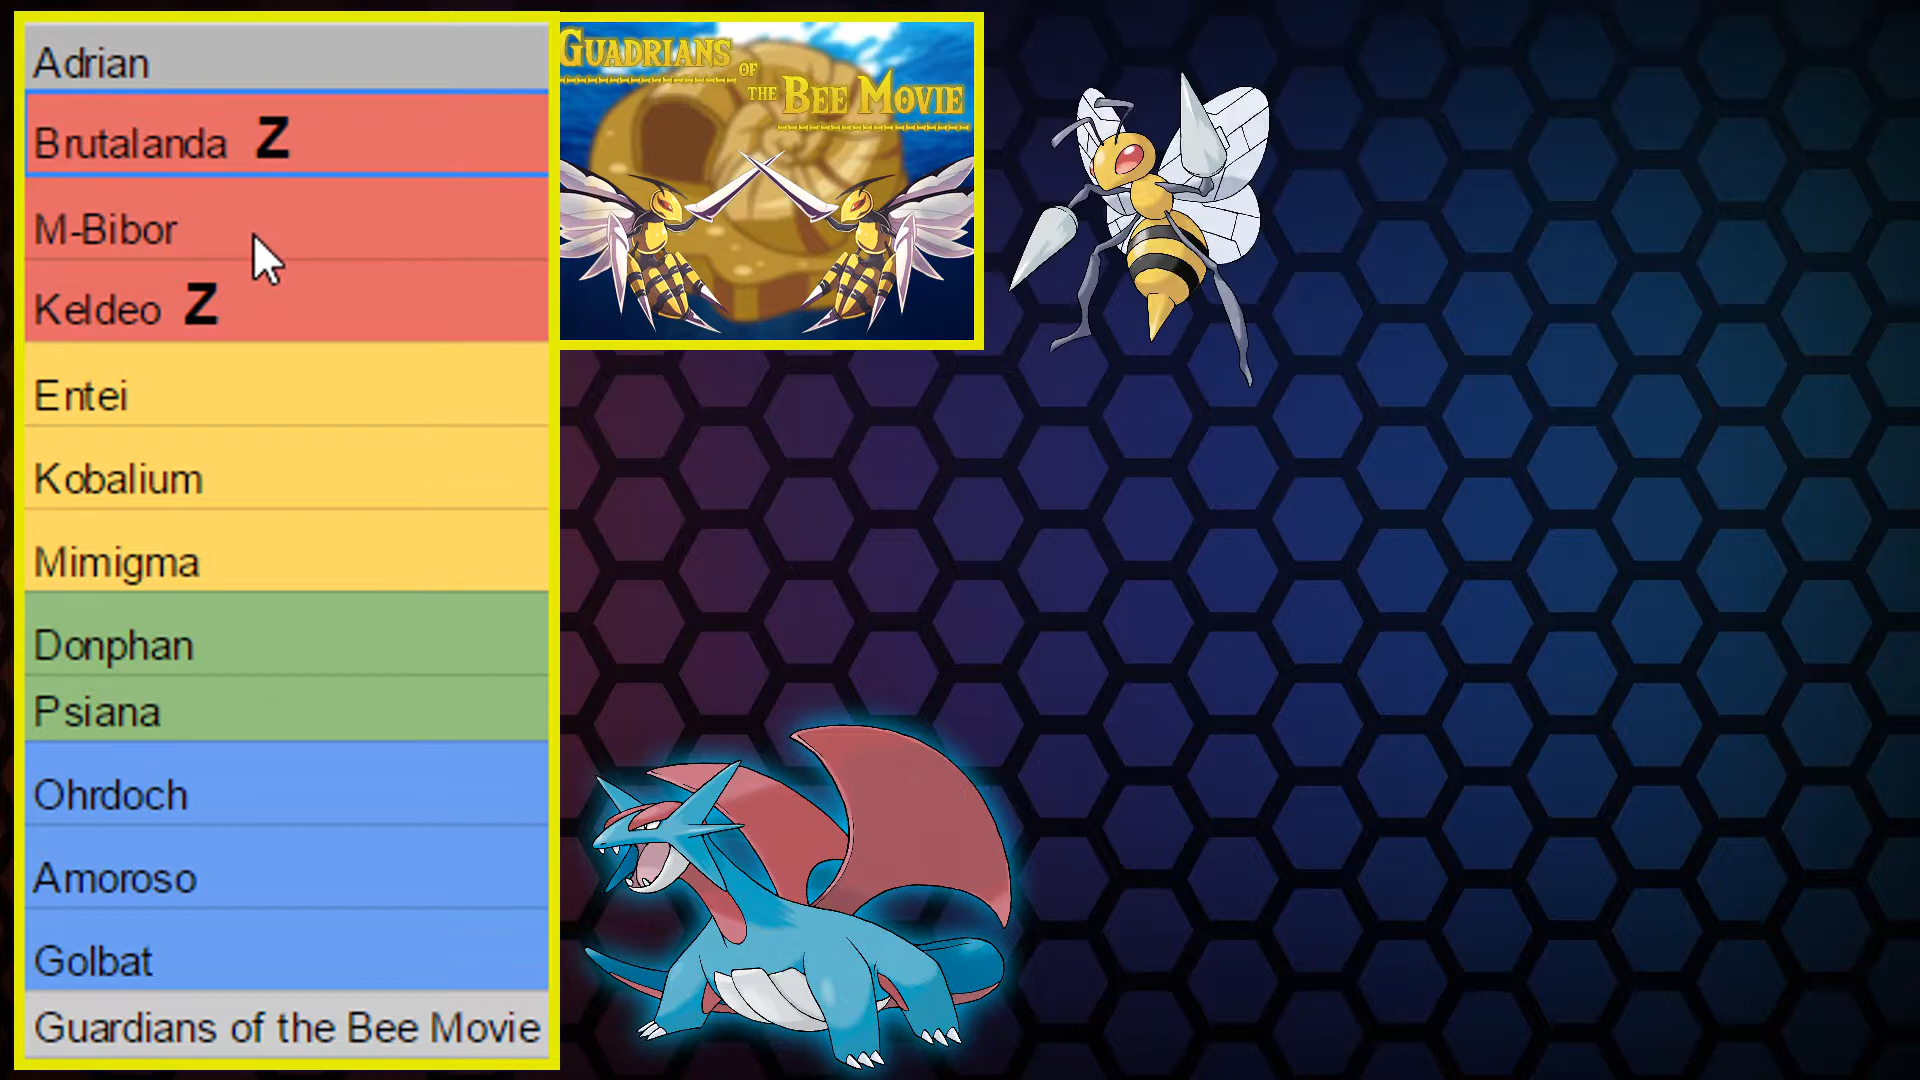 Adrian
Brutalanda Z
M-Bibor
Keldeo Z
Entei
Kobalium
Mimigma
Donphan
Psiana
Ohrdoch
Amoroso
Golbat
Guardians of the Bee Movie
GUADRIANS
OF
THE BEE MOVIE